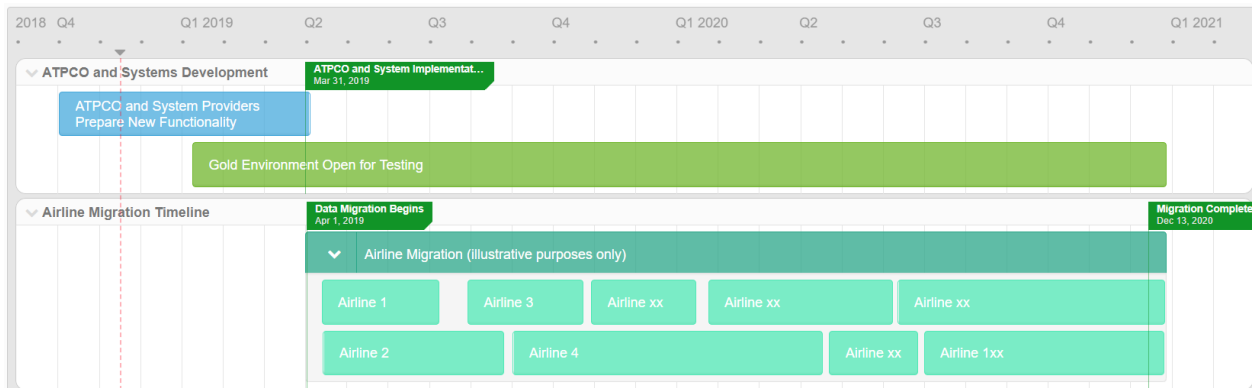 2018 Q4 Q1 2019 Q2 Q3 Q4 Q1 2020 Q2 Q3 Q4 Q1 2021
ATPCO and Systems Development
ATPCO and System Implementat...
Mar 31, 2019
ATPCO and System Providers
Prepare New Functionality
Gold Environment Open for Testing
Airline Migration Timeline
Data Migration Begins
Apr 1, 2019
Migration Complete
Dec 13, 2020
Airline Migration (illustrative purposes only)
Airline 1 Airline 3 Airline xx Airline xx Airline xx
Airline 2 Airline 4 Airline xx Airline 1xx